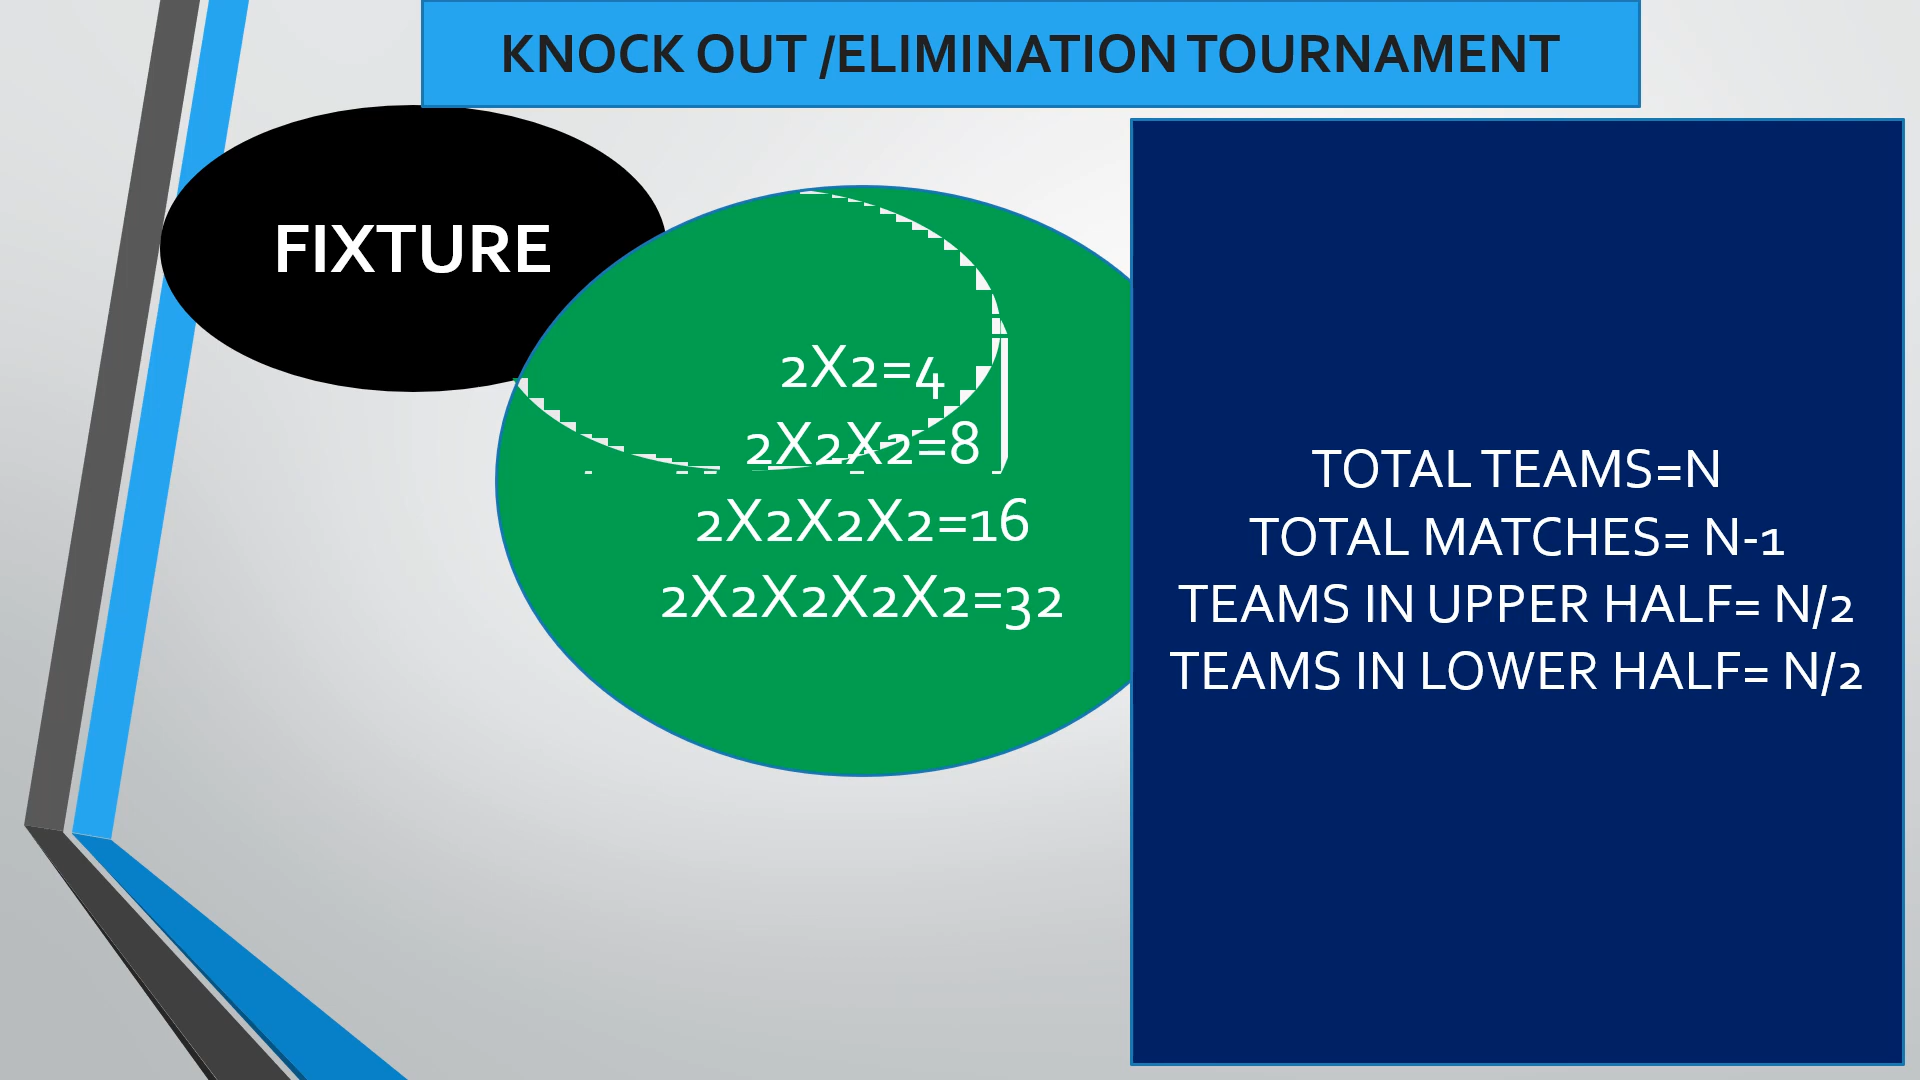 KNOCK OUT /ELIMINATION TOURNAMENT
FIXTURE
2X2=4
2X2X2=8
2X2X2X2=16
2X2X2X2X2=32
TOTAL TEAMS=N
TOTAL MATCHES= N-1
TEAMS IN UPPER HALF= N/2
TEAMS IN LOWER HALF= N/2